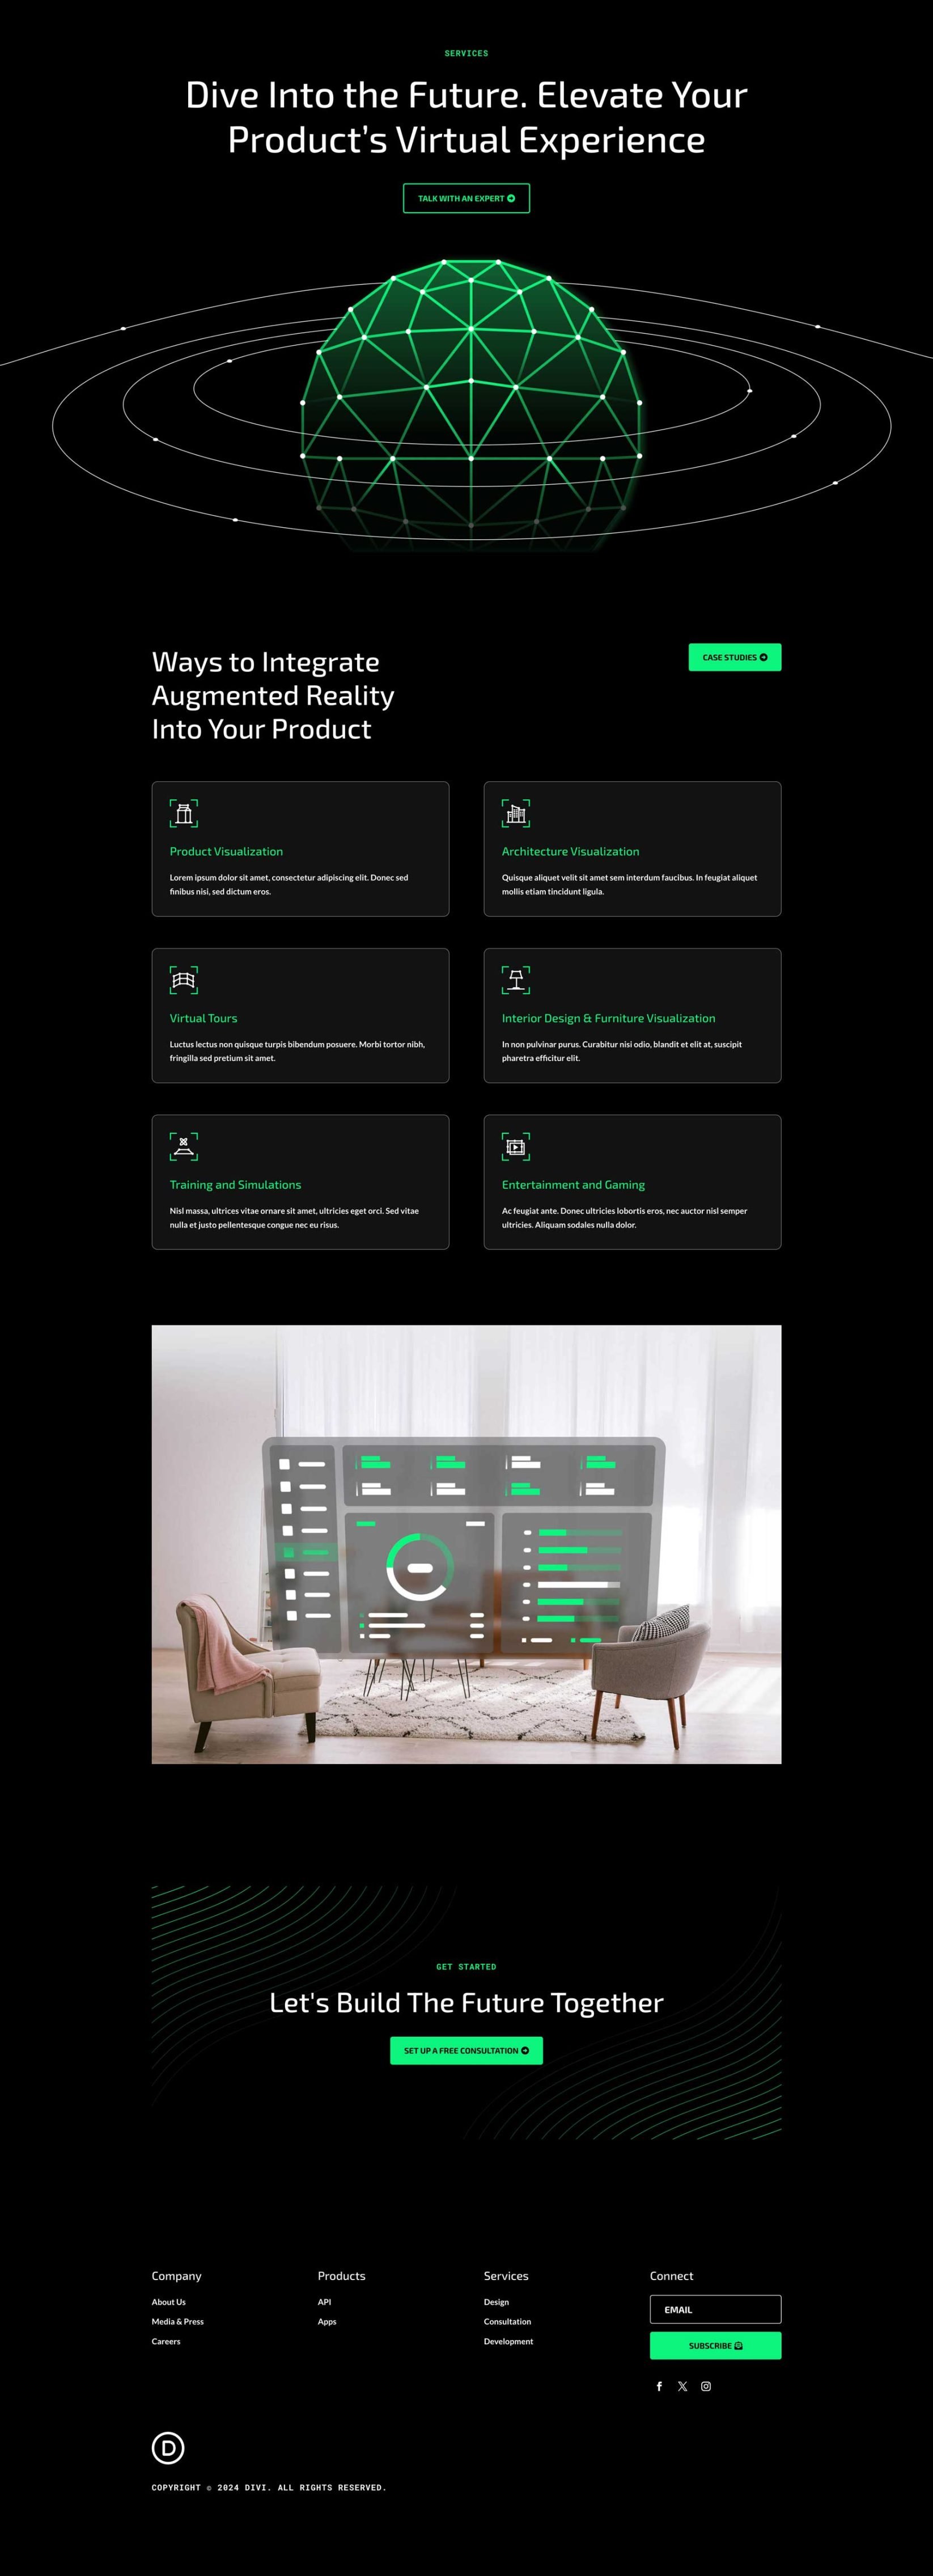 SERVICES
Dive Into the Future. Elevate Your
Product’s Virtual Experience
TALK WITH AN EXPERT
Ways to Integrate
Augmented Reality
Into Your Product
CASE STUDIES
Product Visualization
Lorem ipsum dolor sit amet, consectetur adipiscing elit. Donec sed
finibus nisi, sed dictum eros.
Architecture Visualization
Quisque aliquet velit sit amet sem interdum faucibus. In feugiat aliquet
mollis etiam tincidunt ligula.
Virtual Tours
Luctus lectus non quisque turpis bibendum posuere. Morbi tortor nibh,
fringilla sed pretium sit amet.
Interior Design & Furniture Visualization
In non pulvinar purus. Curabitur nisi odio, blandit et elit at, suscipit
pharetra efficitur elit.
Training and Simulations
Nisl massa, ultrices vitae ornare sit amet, ultricies eget orci. Sed vitae
nulla et justo pellentesque congue nec eu risus.
Entertainment and Gaming
Ac feugiat ante. Donec ultricies lobortis eros, nec auctor nisl semper
ultricies. Aliquam sodales nulla dolor.
GET STARTED
Let's Build The Future Together
SET UP A FREE CONSULTATION
Company
About Us
Media & Press
Careers
Products
API
Apps
Services
Design
Consultation
Development
Connect
EMAIL
SUBSCRIBE
D
COPYRIGHT © 2024 DIVI. ALL RIGHTS RESERVED.